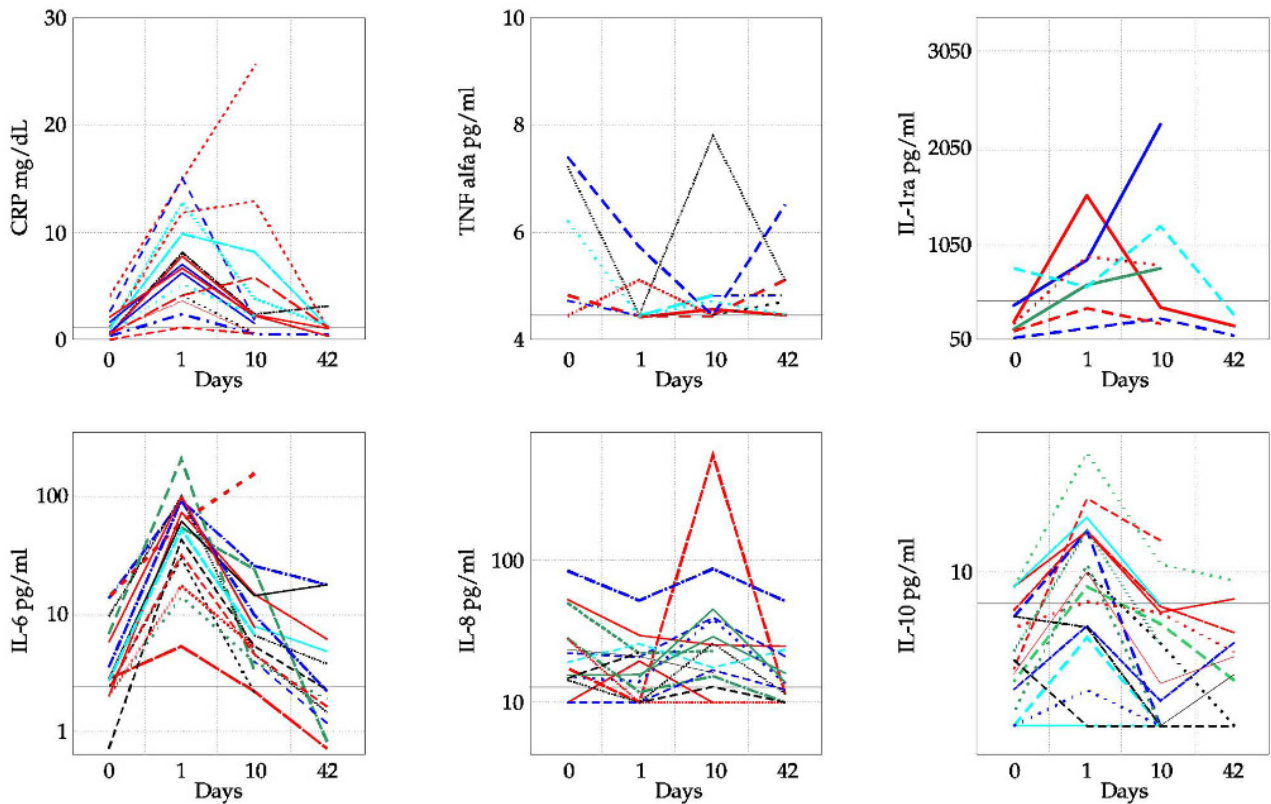 30
20
10
0
CRP mg/dL
0 1 10 42
Days
10
8
6
4
TNF alfa pg/ml
0 1 10 42
Days
3050
2050
1050
50
IL-1ra pg/ml
0 1 10 42
Days
100
10
1
IL-6 pg/ml
0 1 10 42
Days
100
10
IL-8 pg/ml
0 1 10 42
Days
10
IL-10 pg/ml
0 1 10 42
Days